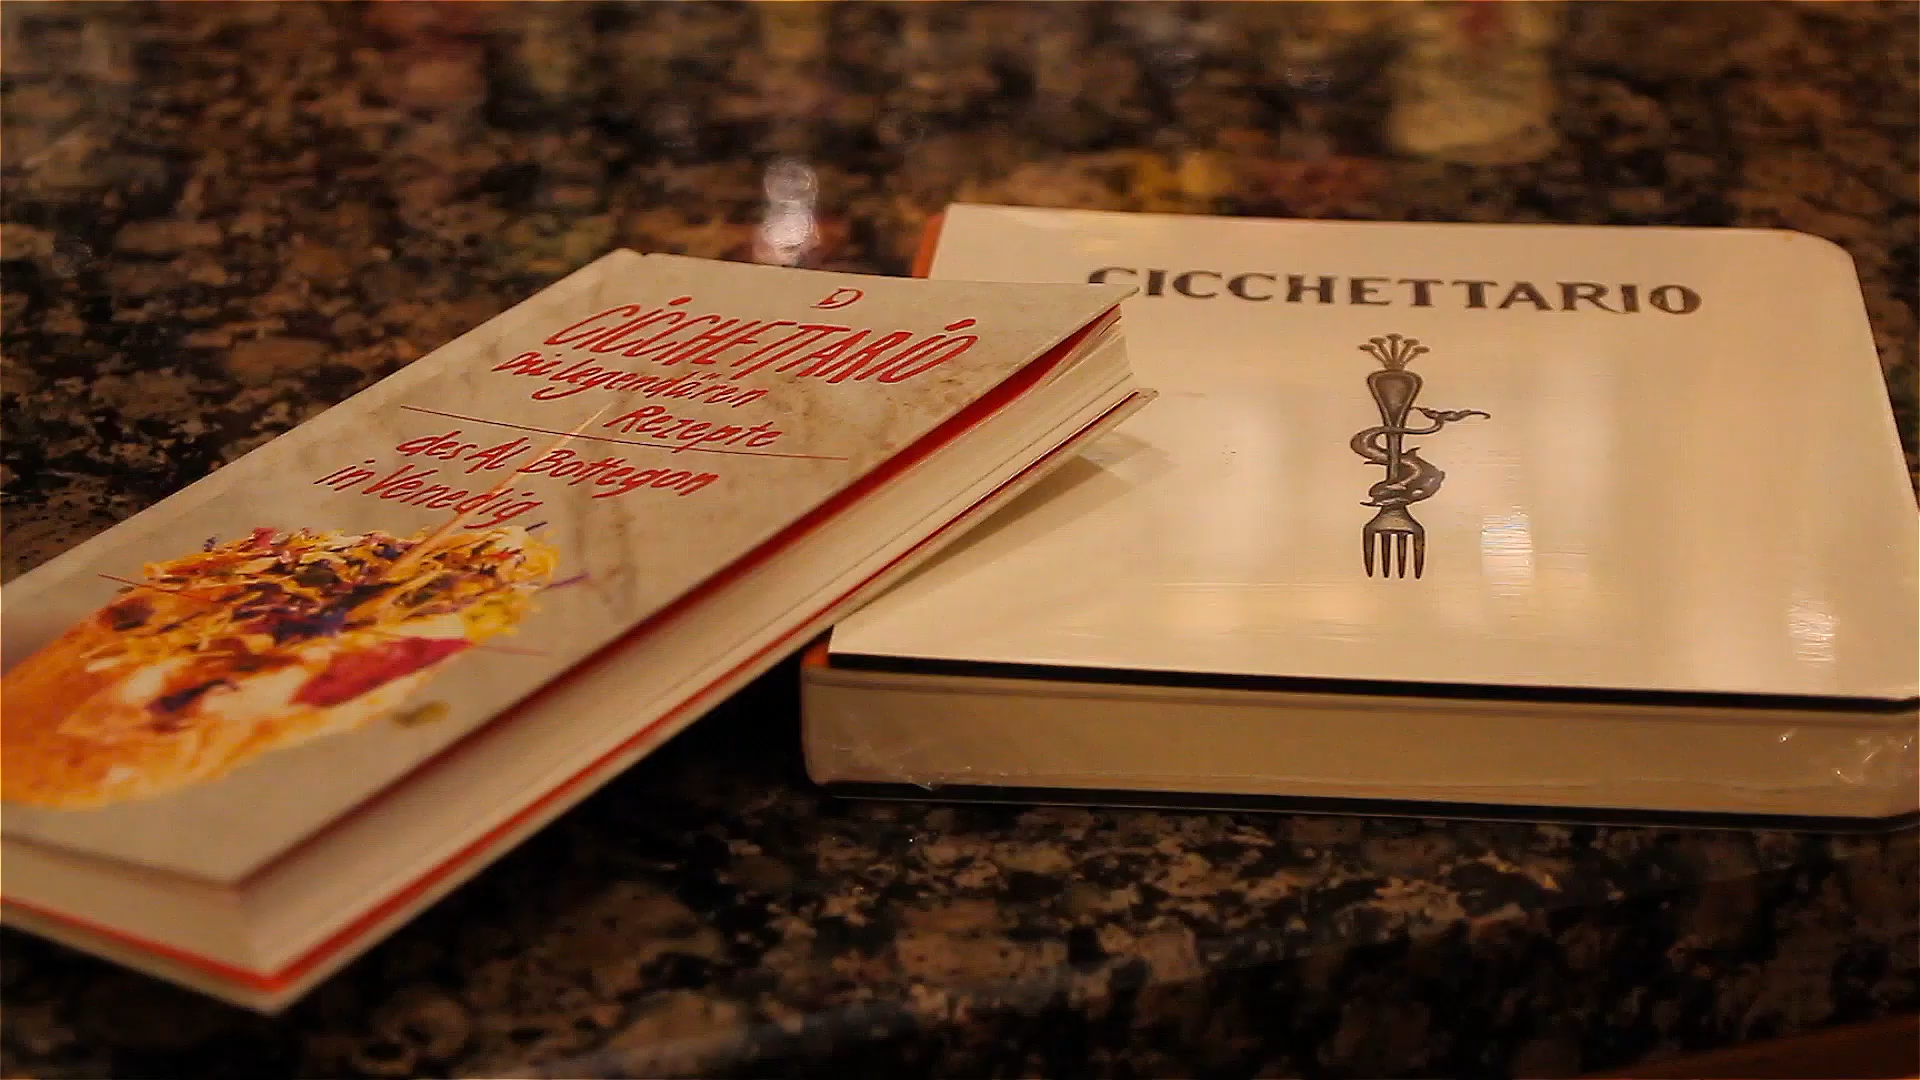 CICCHETTARIO
Die legendären
Rezepte
des Al Bottegon
in Venedig
CICCHETTARIO